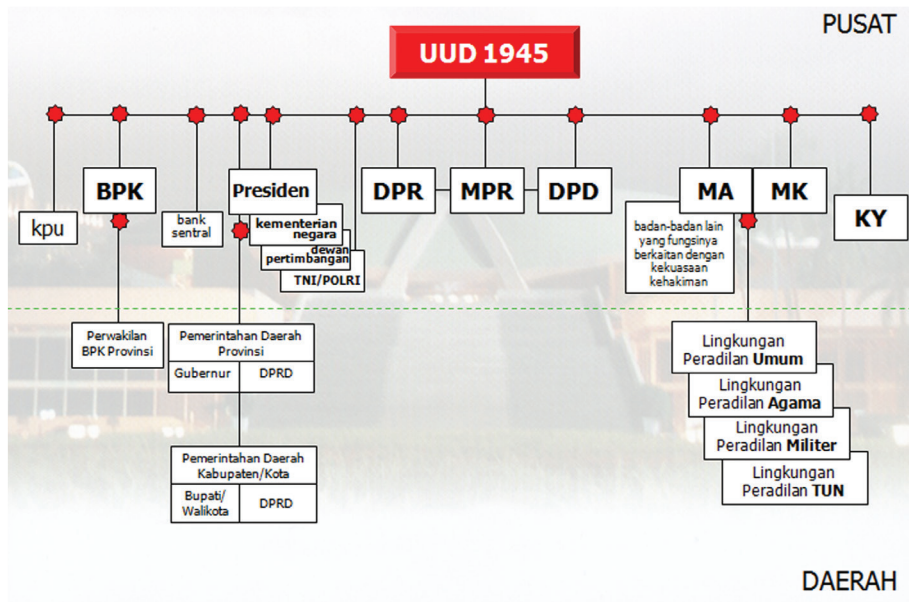 PUSAT
UUD 1945
kpu
BPK
bank
sentral
Presiden
kementerian
negara
dewan
pertimbangan
TNI/POLRI
DPR
MPR
DPD
MA
MK
KY
badan-badan lain
yang fungsinya
berkaitan dengan
kekuasaan
kehakiman
Perwakilan
BPK Provinsi
Pemerintahan Daerah
Provinsi
Gubernur
DPRD
Pemerintahan Daerah
Kabupaten/Kota
Bupati/
Walikota
DPRD
Lingkungan
Peradilan Umum
Lingkungan
Peradilan Agama
Lingkungan
Peradilan Militer
Lingkungan
Peradilan TUN
DAERAH